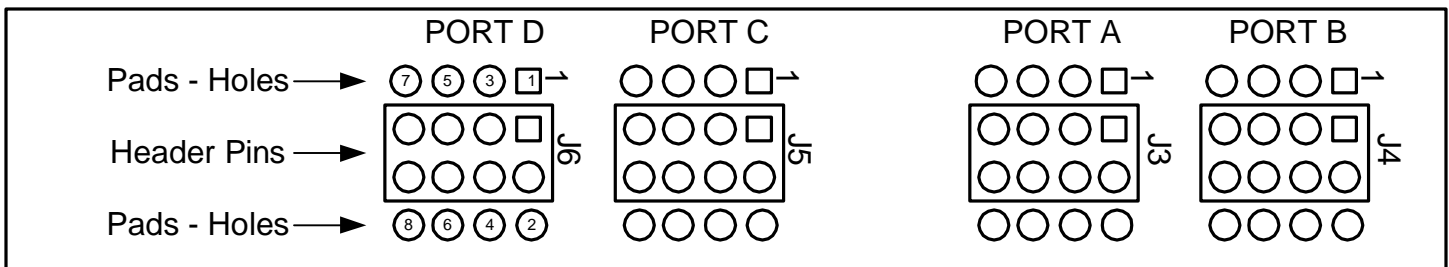 PORT D PORT C PORT A PORT B
Pads - Holes 7 5 3 1 1 1 1 1
Header Pins J6 J5 J3 J4
Pads - Holes 8 6 4 2